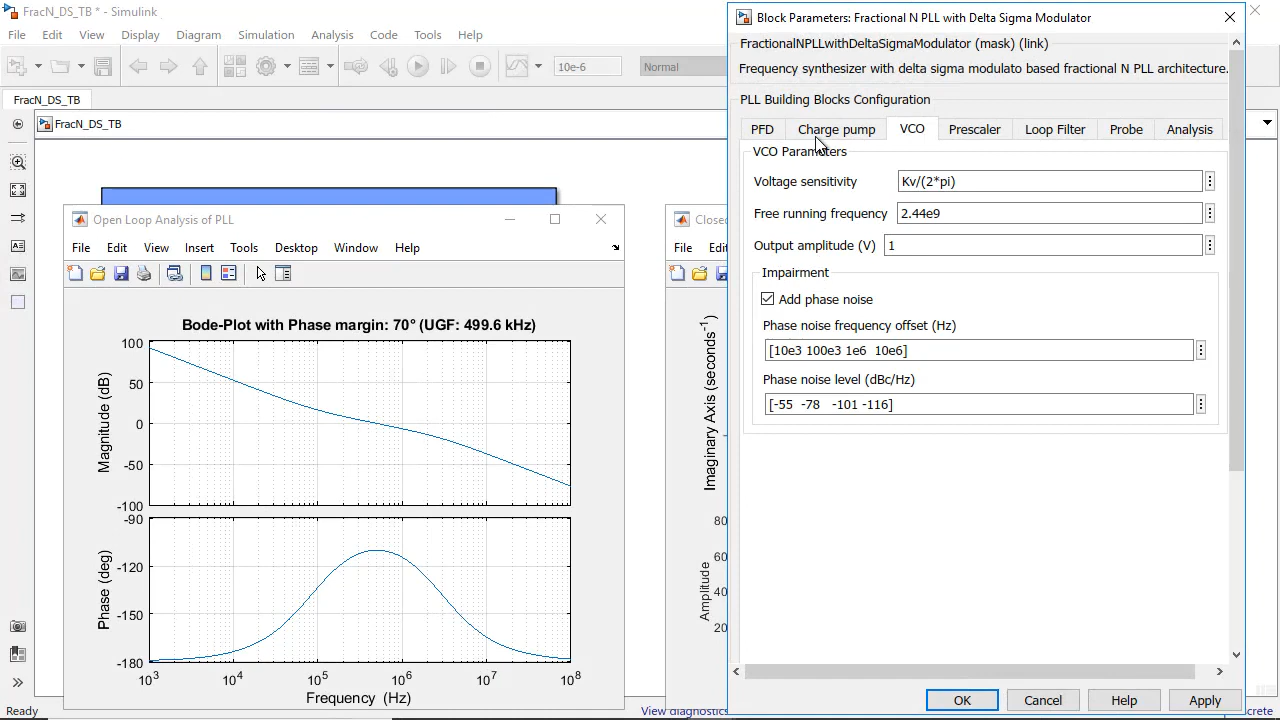 FracN_DS_TB * - Simulink
File Edit View Display Diagram Simulation Analysis Code Tools Help
10e-6 Normal
FracN_DS_TB
FracN_DS_TB
Open Loop Analysis of PLL
File Edit View Insert Tools Desktop Window Help
Bode-Plot with Phase margin: 70° (UGF: 499.6 kHz)
Magnitude (dB)
100
50
0
-50
-100
Phase (deg)
-90
-120
-150
-180
10³ 10⁴ 10⁵ 10⁶ 10⁷ 10⁸
Frequency (Hz)
Closed
File Edi
Imaginary Axis (seconds⁻¹)
Amplitude
80
60
40
20
Block Parameters: Fractional N PLL with Delta Sigma Modulator
FractionalNPLLwithDeltaSigmaModulator (mask) (link)
Frequency synthesizer with delta sigma modulato based fractional N PLL architecture.
PLL Building Blocks Configuration
PFD Charge pump VCO Prescaler Loop Filter Probe Analysis
VCO Parameters
Voltage sensitivity Kv/(2*pi)
Free running frequency 2.44e9
Output amplitude (V) 1
Impairment
Add phase noise
Phase noise frequency offset (Hz)
[10e3 100e3 1e6 10e6]
Phase noise level (dBc/Hz)
[-55 -78 -101 -116]
OK Cancel Help Apply
Ready View diagnostics crete